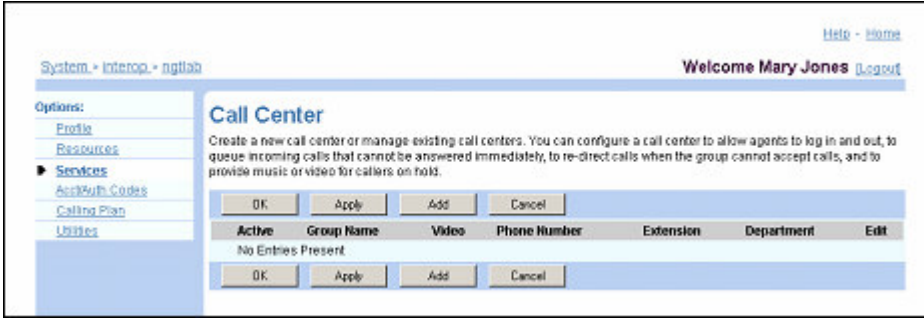 Help - Home
System > interop > ngtlab
Welcome Mary Jones [Logout]
Options:
Profile
Resources
Services
Acct/Auth Codes
Calling Plan
Utilities
Call Center
Create a new call center or manage existing call centers. You can configure a call center to allow agents to log in and out, to
queue incoming calls that cannot be answered immediately, to re-direct calls when the group cannot accept calls, and to
provide music or video for callers on hold.
OK Apply Add Cancel
Active Group Name Video Phone Number Extension Department Edit
No Entries Present
OK Apply Add Cancel